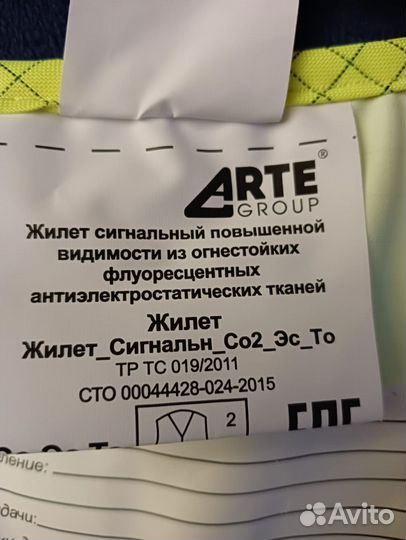 ARTE®
GROUP
Жилет сигнальный повышенной
видимости из огнестойких
флуоресцентных
антиэлектростатических тканей
Жилет
Жилет_Сигнальн_Со2_Эс_То
ТР ТС 019/2011
СТО 00044428-024-2015
2
Avito